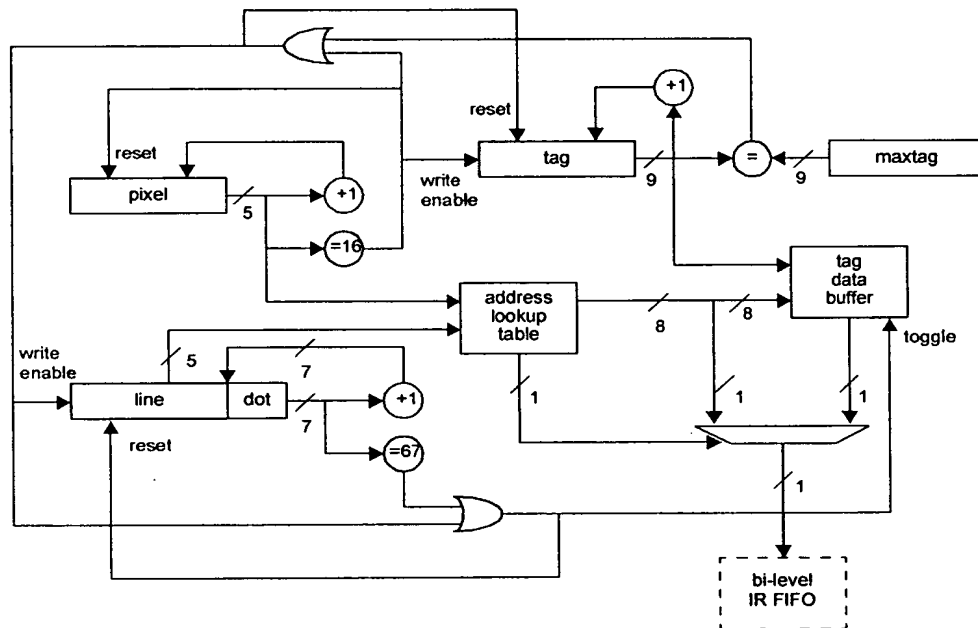 reset
+1
reset
tag
=
maxtag
9
9
write
enable
pixel
5
+1
=16
tag
data
buffer
address
lookup
table
8
8
toggle
write
enable
5
7
line
dot
7
+1
1
1
1
reset
=67
1
bi-level
IR FIFO